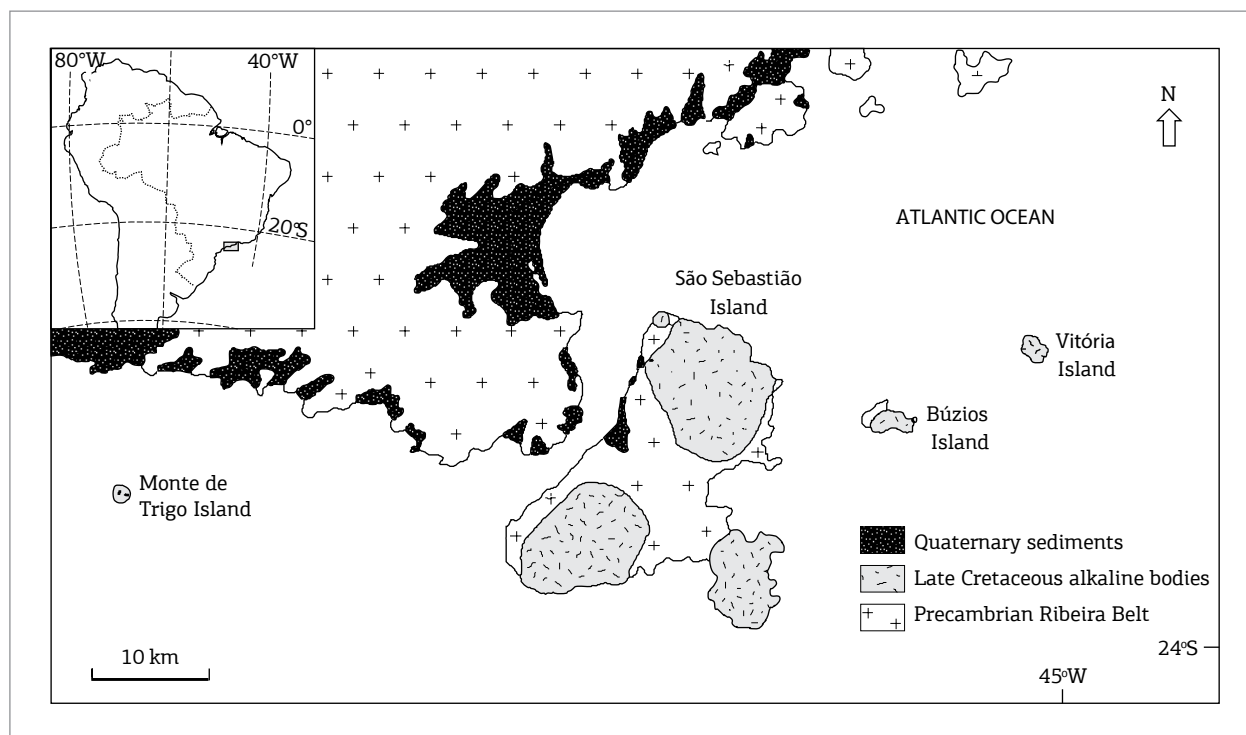 80°W
40°W
0°
20°S
N
ATLANTIC OCEAN
São Sebastião
Island
Vitória
Island
Búzios
Island
Monte de
Trigo Island
Quaternary sediments
Late Cretaceous alkaline bodies
Precambrian Ribeira Belt
10 km
24°S
45°W